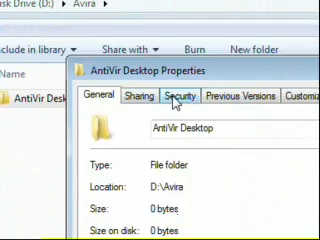 isk Drive (D:) ▸ Avira ▸
clude in library ▾ Share with ▾ Burn New folder
Name
AntiVir Desk
AntiVir Desktop Properties
General Sharing Security Previous Versions Customiz
AntiVir Desktop
Type: File folder
Location: D:\Avira
Size: 0 bytes
Size on disk: 0 bytes